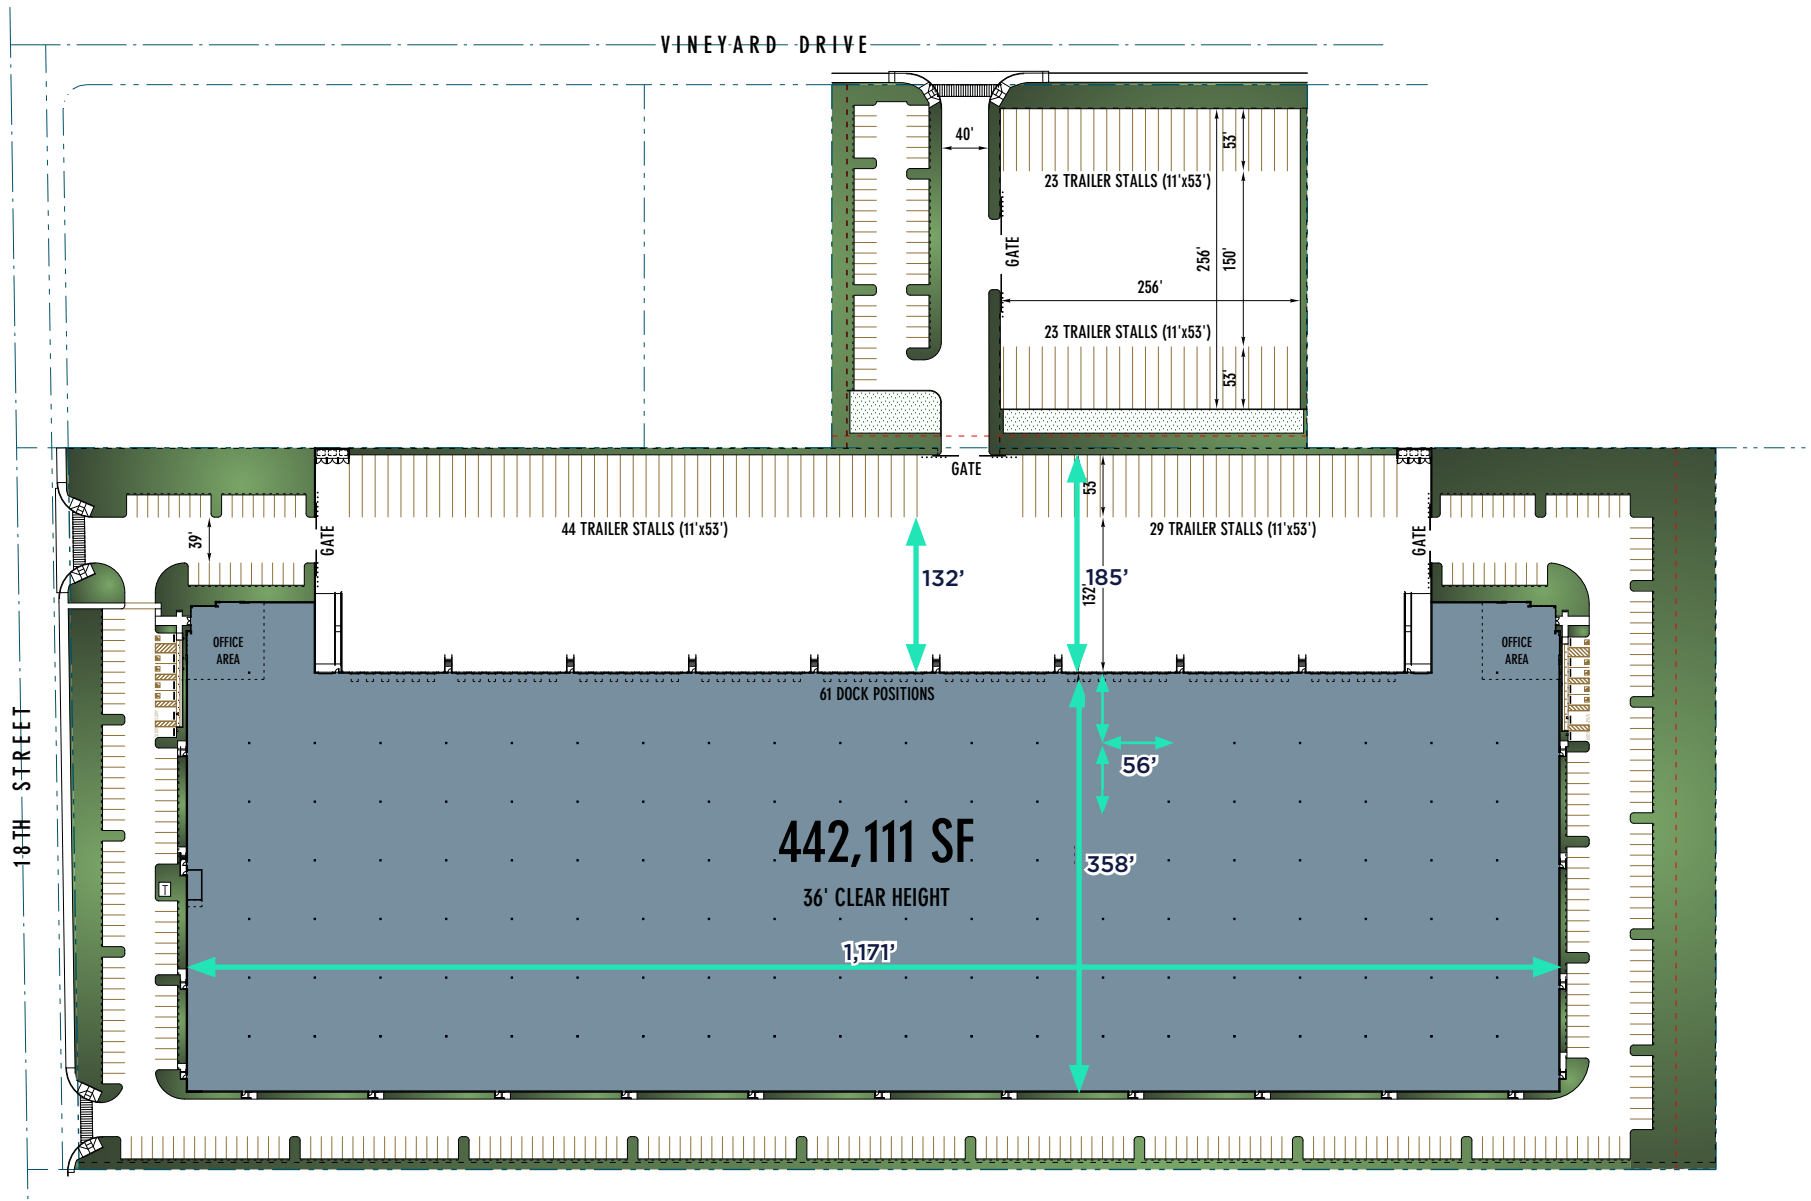 VINEYARD DRIVE
40'
53'
23 TRAILER STALLS (11'x53')
GATE
256'
150'
256'
23 TRAILER STALLS (11'x53')
53'
GATE
53'
39'
GATE
44 TRAILER STALLS (11'x53')
29 TRAILER STALLS (11'x53')
GATE
132'
185'
132'
OFFICE
AREA
OFFICE
AREA
61 DOCK POSITIONS
56'
18TH STREET
442,111 SF
358'
T
36' CLEAR HEIGHT
1,171'